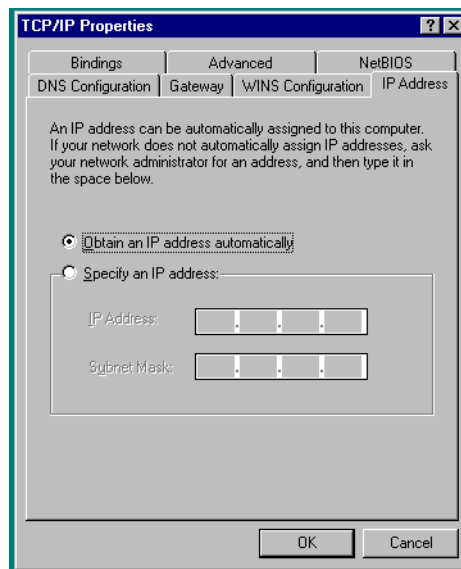 TCP/IP Properties
Bindings
Advanced
NetBIOS
DNS Configuration
Gateway
WINS Configuration
IP Address
An IP address can be automatically assigned to this computer.
If your network does not automatically assign IP addresses, ask
your network administrator for an address, and then type it in
the space below.
Obtain an IP address automatically
Specify an IP address:
IP Address:
Subnet Mask:
OK
Cancel